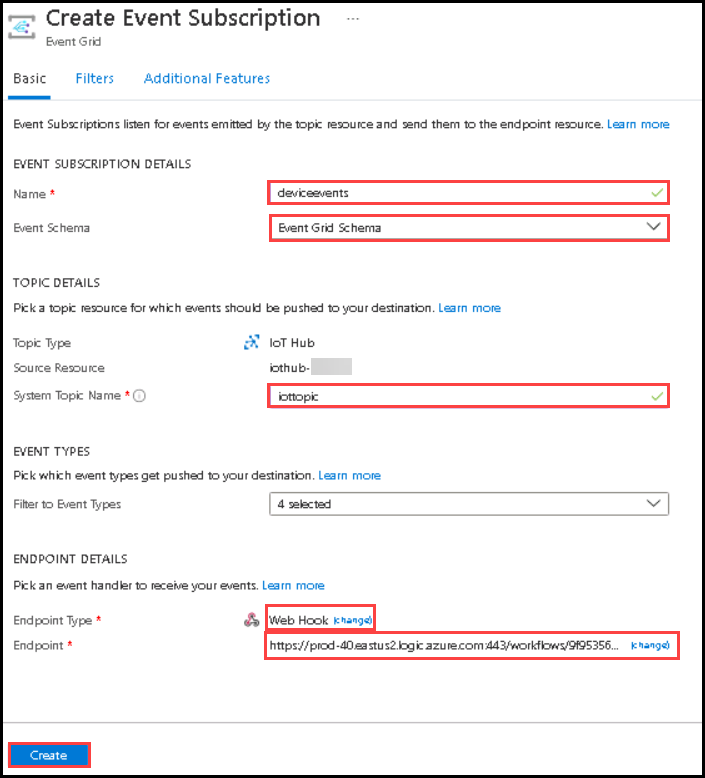 Create Event Subscription ...
Event Grid
Basic Filters Additional Features
Event Subscriptions listen for events emitted by the topic resource and send them to the endpoint resource. Learn more
EVENT SUBSCRIPTION DETAILS
Name * deviceevents
Event Schema Event Grid Schema
TOPIC DETAILS
Pick a topic resource for which events should be pushed to your destination. Learn more
Topic Type IoT Hub
Source Resource iothub-
System Topic Name * iottopic
EVENT TYPES
Pick which event types get pushed to your destination. Learn more
Filter to Event Types 4 selected
ENDPOINT DETAILS
Pick an event handler to receive your events. Learn more
Endpoint Type * Web Hook (change)
Endpoint * https://prod-40.eastus2.logic.azure.com:443/workflows/9f95356... (change)
Create